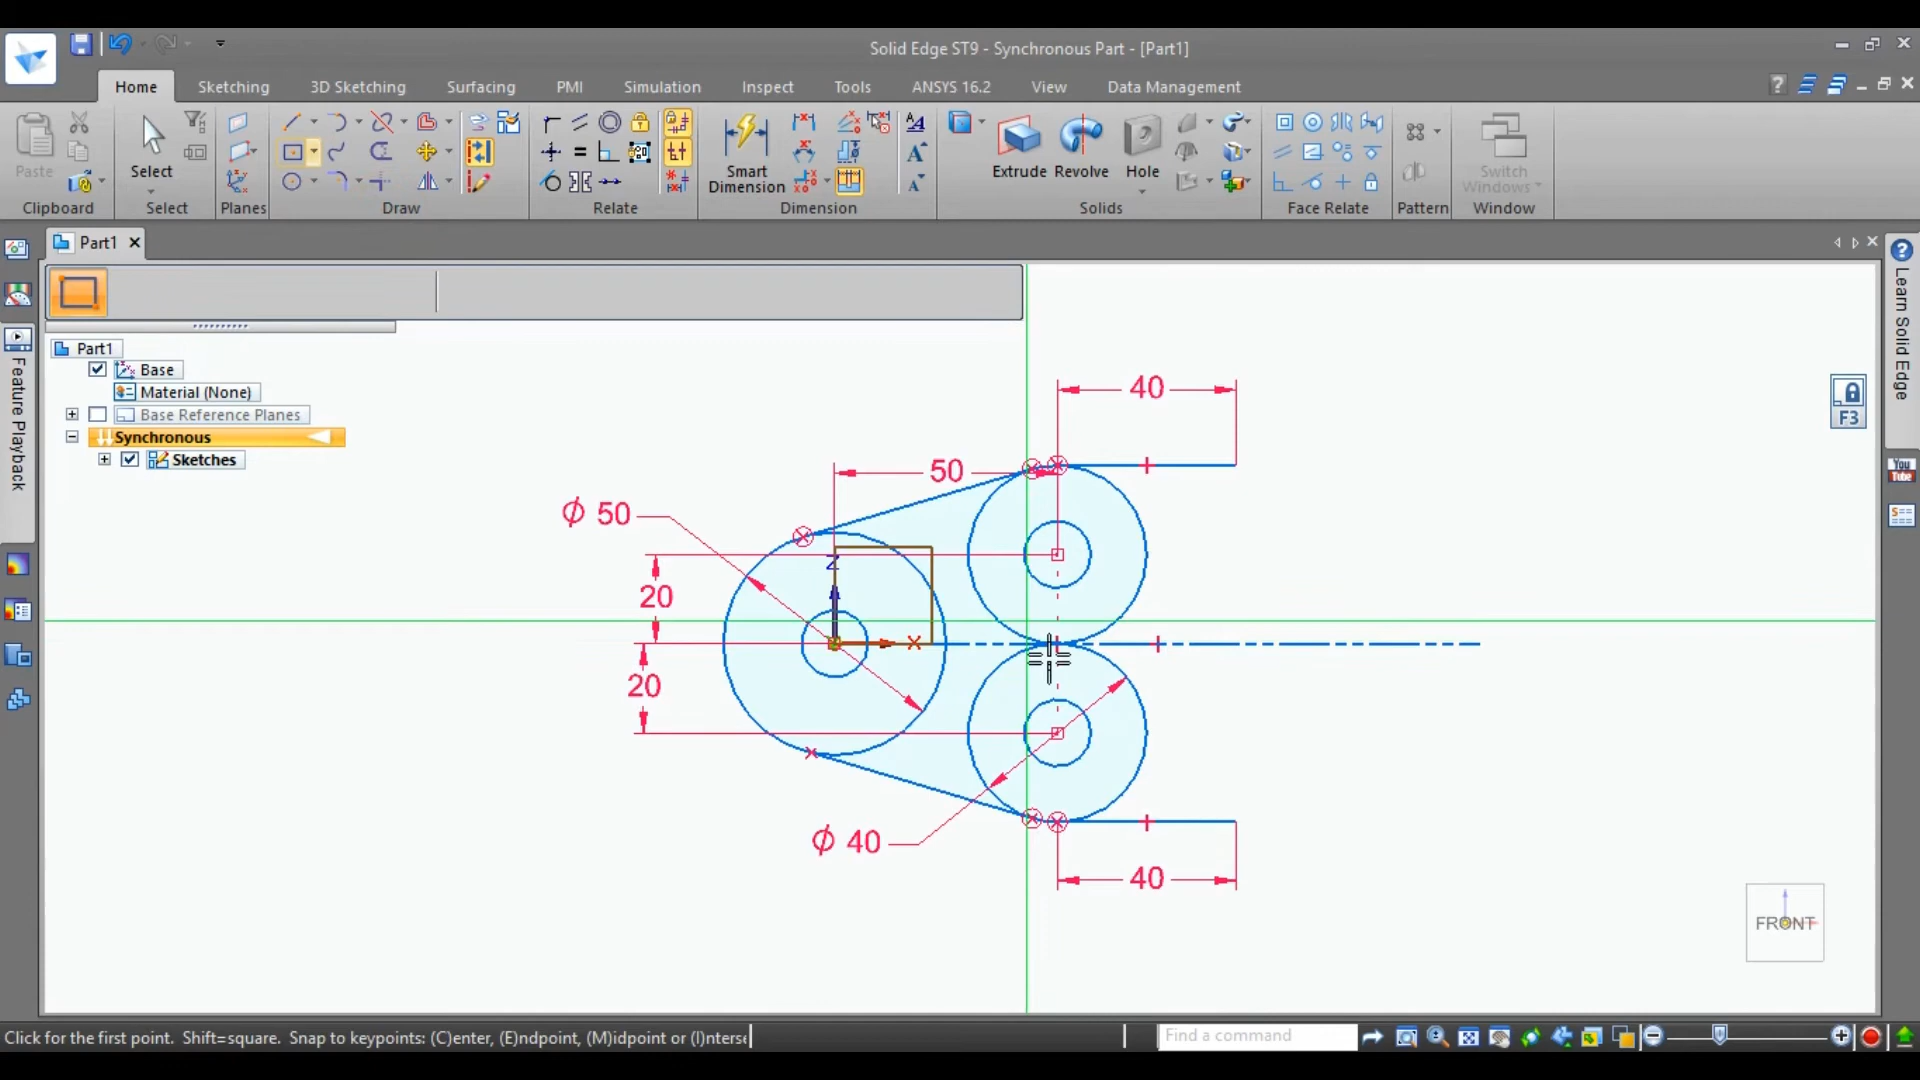 Solid Edge ST9 - Synchronous Part - [Part1]
Home Sketching 3D Sketching Surfacing PMI Simulation Inspect Tools ANSYS 16.2 View Data Management
Paste Select Smart Dimension Extrude Revolve Hole Switch Windows
Clipboard Select Planes Draw Relate Dimension Solids Face Relate Pattern Window
Part1
Learn Solid Edge
Feature Playback
Part1
Base
Material (None)
Base Reference Planes
Synchronous
Sketches
F3
40
50
ϕ 50
Z
20
X
20
ϕ 40
40
FRONT
You
Tube
Click for the first point. Shift=square. Snap to keypoints: (C)enter, (E)ndpoint, (M)idpoint or (I)nterse
Find a command